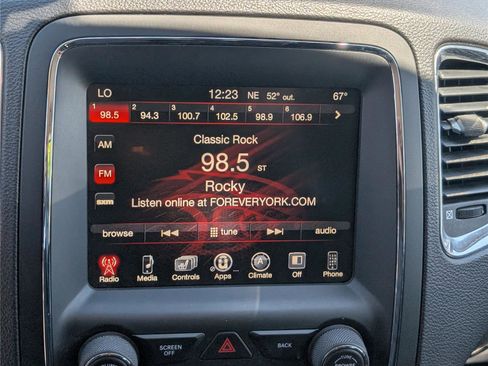 LO 12:23 NE 52° out. 67°
1 98.5 2 94.3 3 100.7 4 102.5 5 98.9 6 106.9
AM
Classic Rock
98.5 ST
FM
Rocky
SXM
Listen online at FOREVERYORK.COM
browse tune audio
Radio Media Controls Apps Climate Off Phone
SCREEN OFF
BACK